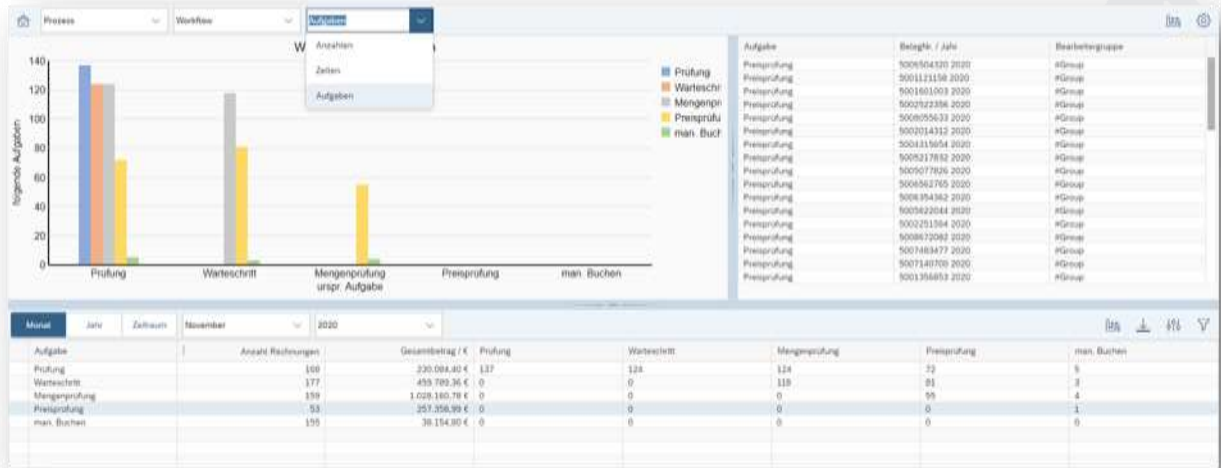 Prozess Workflow Aufgaben
Anzahlen
Zeiten
Aufgaben
140
120
100
80
60
40
20
0
folgende Aufgaben
Prüfung Warteschritt Mengenprüfung Preisprüfung man. Buchen
urspr. Aufgabe
Prüfung
Warteschr
Mengenprü
Preisprüfu
man. Buch
Aufgabe BelegNr. / Jahr Bearbeitergruppe
Preisprüfung 5006504320 2020 #Group
Preisprüfung 5001121158 2020 #Group
Preisprüfung 5001601003 2020 #Group
Preisprüfung 5002522356 2020 #Group
Preisprüfung 5008055633 2020 #Group
Preisprüfung 5002014312 2020 #Group
Preisprüfung 5004315654 2020 #Group
Preisprüfung 5005217832 2020 #Group
Preisprüfung 5005077826 2020 #Group
Preisprüfung 5006562765 2020 #Group
Preisprüfung 5006354362 2020 #Group
Preisprüfung 5005622044 2020 #Group
Preisprüfung 5002251564 2020 #Group
Preisprüfung 5008672082 2020 #Group
Preisprüfung 5007483477 2020 #Group
Preisprüfung 5007140700 2020 #Group
Preisprüfung 5001356853 2020 #Group
Monat Jahr Zeitraum November 2020
Aufgabe Anzahl Rechnungen Gesamtbetrag / € Prüfung Warteschritt Mengenprüfung Preisprüfung man. Buchen
Prüfung 230.084,40 € 137 124 124 72 5
Warteschritt 177 0 0 118 81 3
Mengenprüfung 159 1.028.160,78 € 0 0 0 55 4
Preisprüfung 53 257.358,99 € 0 0 0 0 1
man. Buchen 155 38.154,80 € 0 0 0 0 0